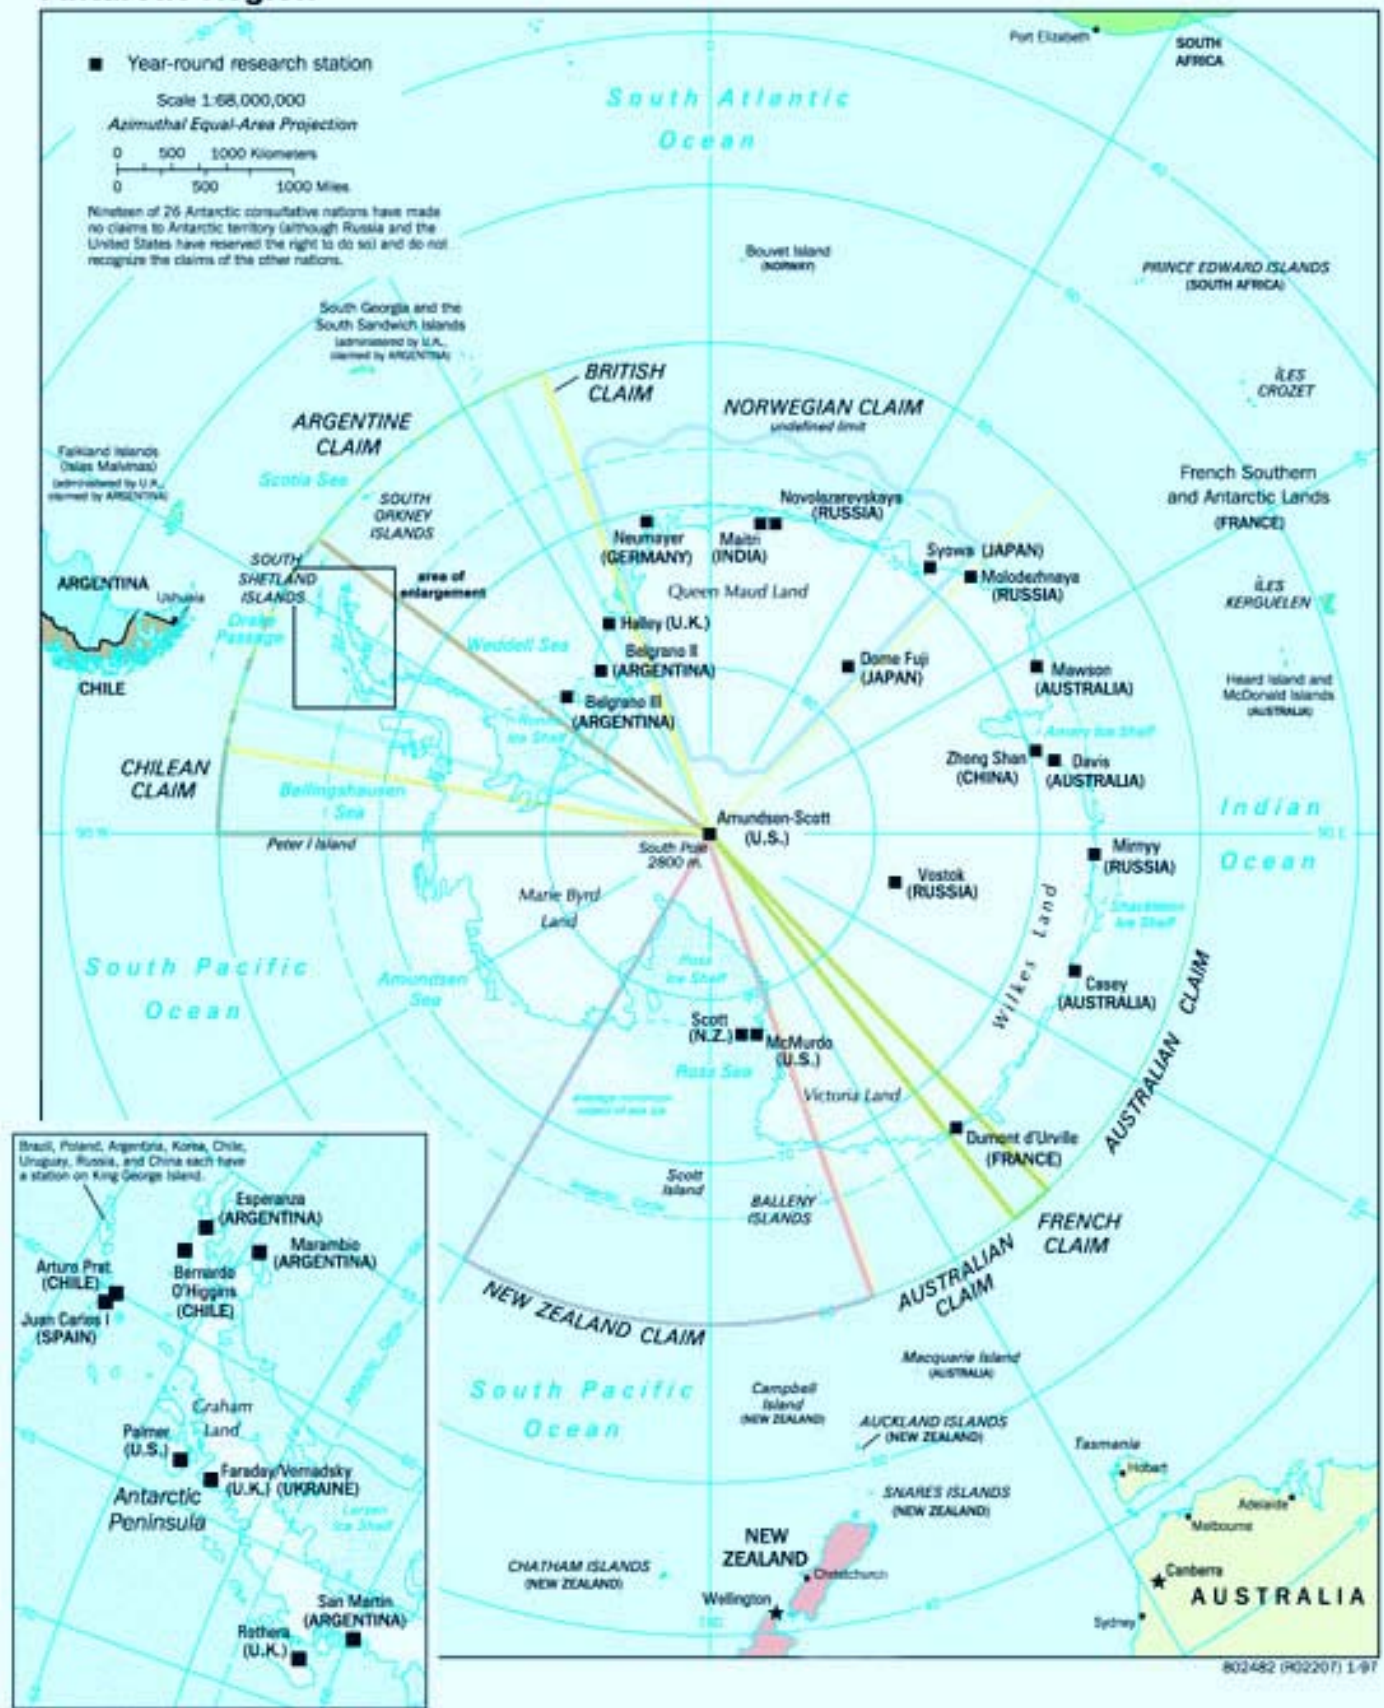 ■ Year-round research station
Scale 1:68,000,000
Azimuthal Equal-Area Projection
0 500 1000 Kilometers
0 500 1000 Miles
Nineteen of 26 Antarctic consultative nations have made
no claims to Antarctic territory (although Russia and the
United States have reserved the right to do so) and do not
recognize the claims of the other nations.
South Atlantic
Ocean
Port Elizabeth
SOUTH
AFRICA
Bouvet Island
(NORWAY)
PRINCE EDWARD ISLANDS
(SOUTH AFRICA)
South Georgia and the
South Sandwich Islands
(administered by U.K.,
claimed by ARGENTINA)
BRITISH
CLAIM
NORWEGIAN CLAIM
undefined limit
ÎLES
CROZET
ARGENTINE
CLAIM
Falkland Islands
(Islas Malvinas)
(administered by U.K.,
claimed by ARGENTINA)
Scotia Sea
SOUTH
ORKNEY
ISLANDS
French Southern
and Antarctic Lands
(FRANCE)
Novolazarevskaya
(RUSSIA)
Neumayer
(GERMANY)
Maitri
(INDIA)
Syowa (JAPAN)
Molodezhnaya
(RUSSIA)
SOUTH
SHETLAND
ISLANDS
area of
enlargement
ARGENTINA
Ushuaia
Drake
Passage
CHILE
Queen Maud Land
Halley (U.K.)
Weddell Sea
Belgrano II
(ARGENTINA)
Belgrano III
(ARGENTINA)
Ronne
Ice Shelf
Dome Fuji
(JAPAN)
Mawson
(AUSTRALIA)
ÎLES
KERGUELEN
Heard Island and
McDonald Islands
(AUSTRALIA)
Amery Ice Shelf
Zhong Shan
(CHINA)
Davis
(AUSTRALIA)
CHILEAN
CLAIM
Bellingshausen
Sea
90 W
Peter I Island
Amundsen-Scott
(U.S.)
South Pole
2800 m.
Indian
90 E
Ocean
Mirnyy
(RUSSIA)
Vostok
(RUSSIA)
Marie Byrd
Land
Shackleton
Ice Shelf
Wilkes Land
South Pacific
Ocean
Amundsen
Sea
Ross
Ice Shelf
Casey
(AUSTRALIA)
AUSTRALIAN CLAIM
Scott
(N.Z.)
McMurdo
(U.S.)
Ross Sea
average minimum
extent of sea ice
Victoria Land
Dumont d'Urville
(FRANCE)
Scott
Island
BALLENY
ISLANDS
FRENCH
CLAIM
AUSTRALIAN
CLAIM
NEW ZEALAND CLAIM
Brazil, Poland, Argentina, Korea, Chile,
Uruguay, Russia, and China each have
a station on King George Island.
Esperanza
(ARGENTINA)
Marambio
(ARGENTINA)
Arturo Prat
(CHILE)
Bernardo
O'Higgins
(CHILE)
Juan Carlos I
(SPAIN)
Graham
Land
Palmer
(U.S.)
Faraday/Vernadsky
(U.K.) (UKRAINE)
Antarctic
Peninsula
Larsen
Ice Shelf
San Martin
(ARGENTINA)
Rothera
(U.K.)
South Pacific
Ocean
Macquarie Island
(AUSTRALIA)
Campbell
Island
(NEW ZEALAND)
AUCKLAND ISLANDS
(NEW ZEALAND)
SNARES ISLANDS
(NEW ZEALAND)
Tasmania
Hobart
Adelaide
Melbourne
NEW
ZEALAND
CHATHAM ISLANDS
(NEW ZEALAND)
Christchurch
Wellington
Canberra
AUSTRALIA
Sydney
802482 (R02207) 1-97